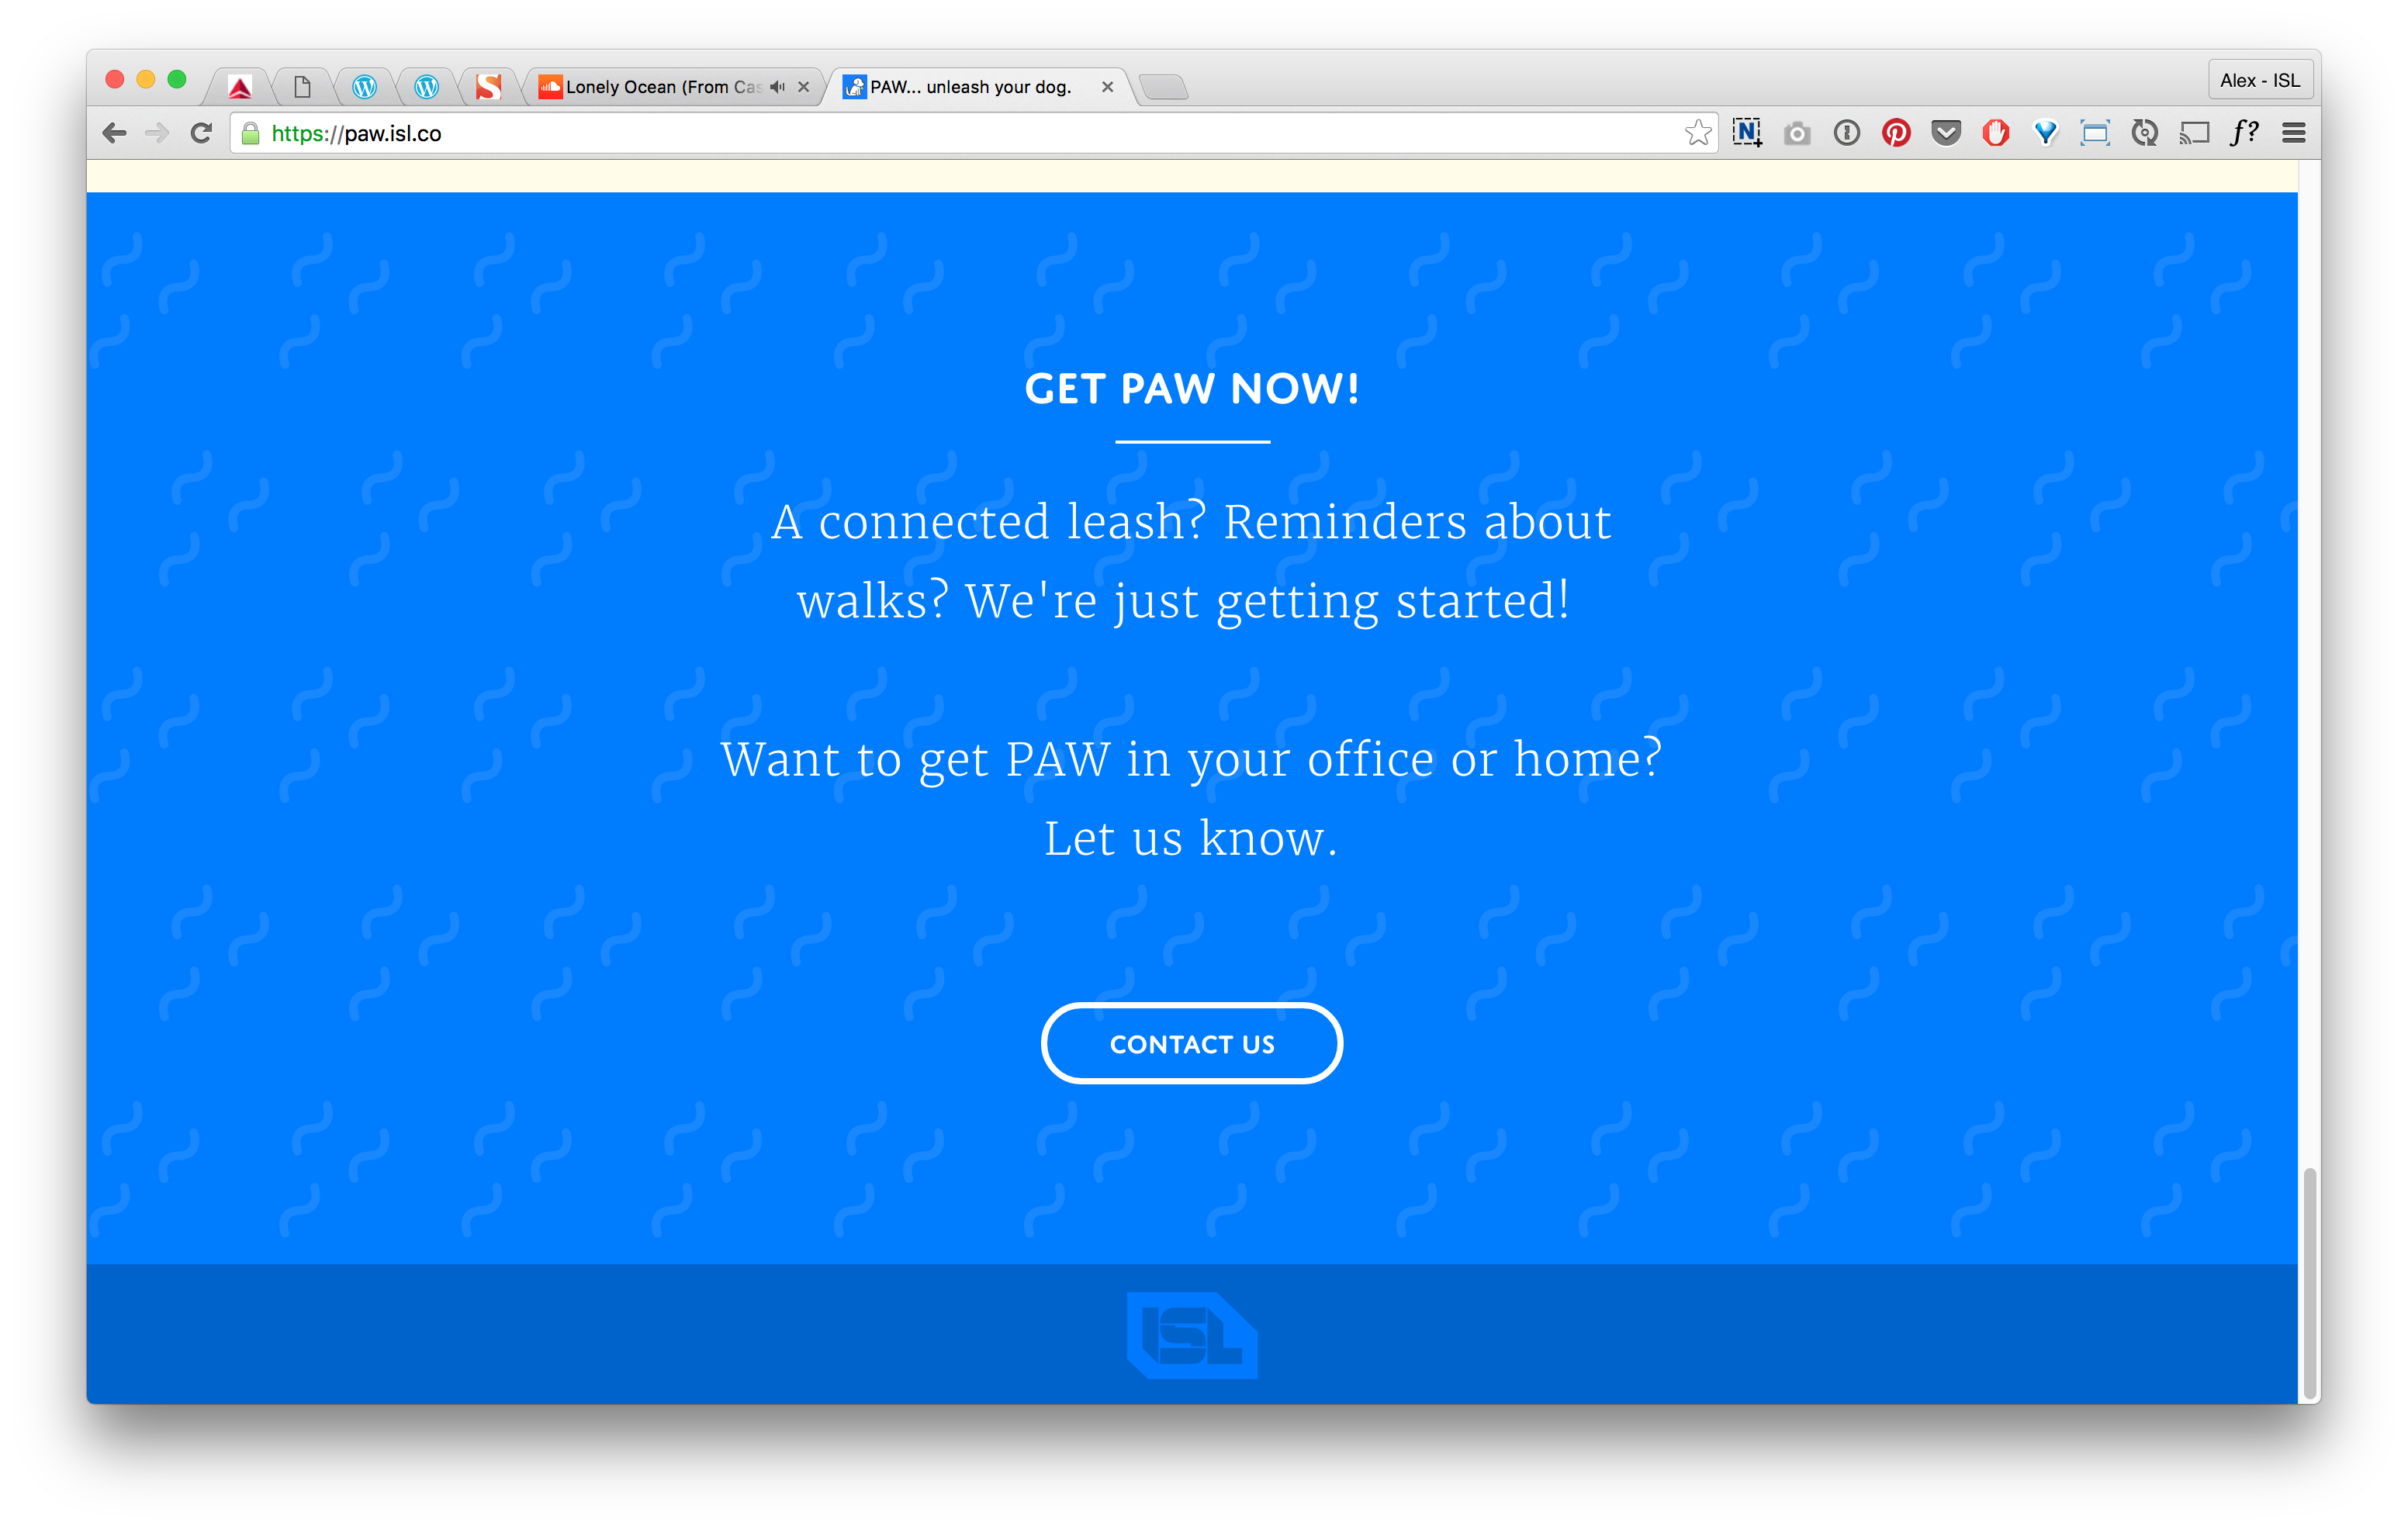 Lonely Ocean (From Cas
PAW... unleash your dog.
Alex - ISL
https://paw.isl.co
N
f?
GET PAW NOW!
A connected leash? Reminders about
walks? We're just getting started!
Want to get PAW in your office or home?
Let us know.
CONTACT US
ISL